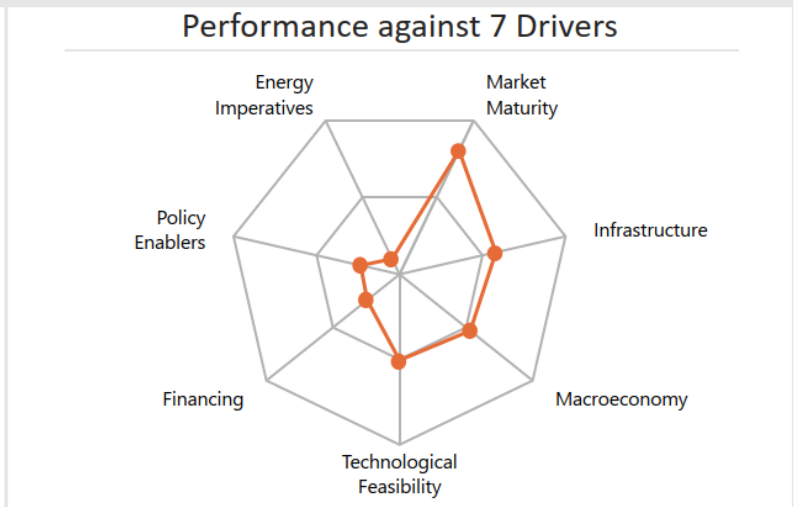 Performance against 7 Drivers
Energy
Imperatives
Market
Maturity
Policy
Enablers
Infrastructure
Financing
Macroeconomy
Technological
Feasibility